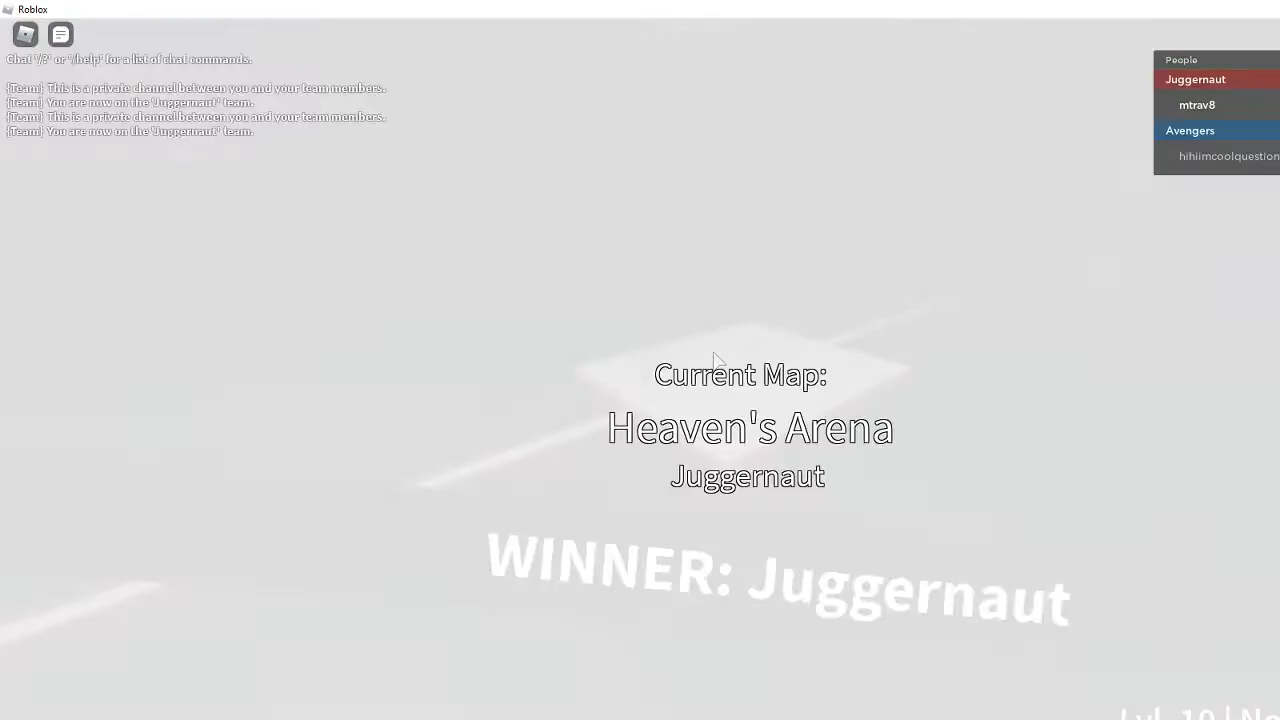 Roblox
Chat '/?' or '/help' for a list of chat commands.
{Team} This is a private channel between you and your team members.
{Team} You are now on the 'Juggernaut' team.
{Team} This is a private channel between you and your team members.
{Team} You are now on the 'Juggernaut' team.
People
Juggernaut
mtrav8
Avengers
hihiimcoolquestion
Current Map:
Heaven's Arena
Juggernaut
WINNER: Juggernaut